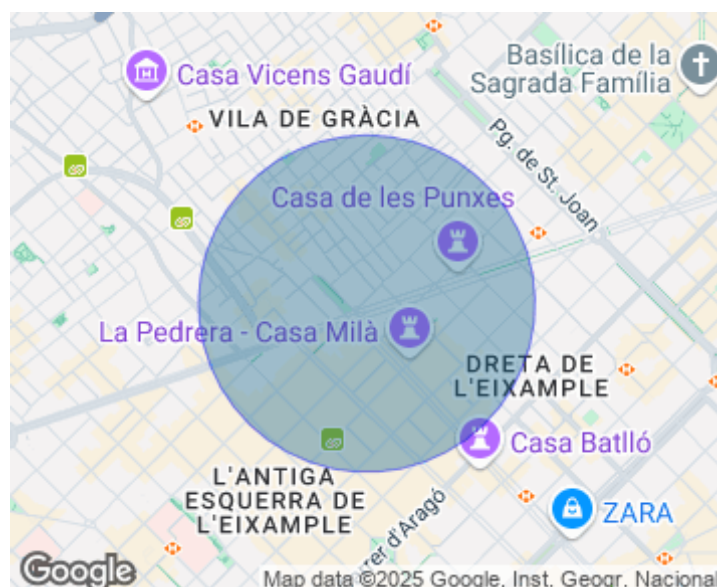 Basílica de la
Sagrada Família
Casa Vicens Gaudí
VILA DE GRÀCIA
Pg. de St. Joan
Casa de les Punxes
La Pedrera - Casa Milà
DRETA DE
L'EIXAMPLE
Casa Batlló
L'ANTIGA
ESQUERRA DE
L'EIXAMPLE
ZARA
rer d'Aragó
Google
Map data ©2025 Google, Inst. Geogr. Nacional